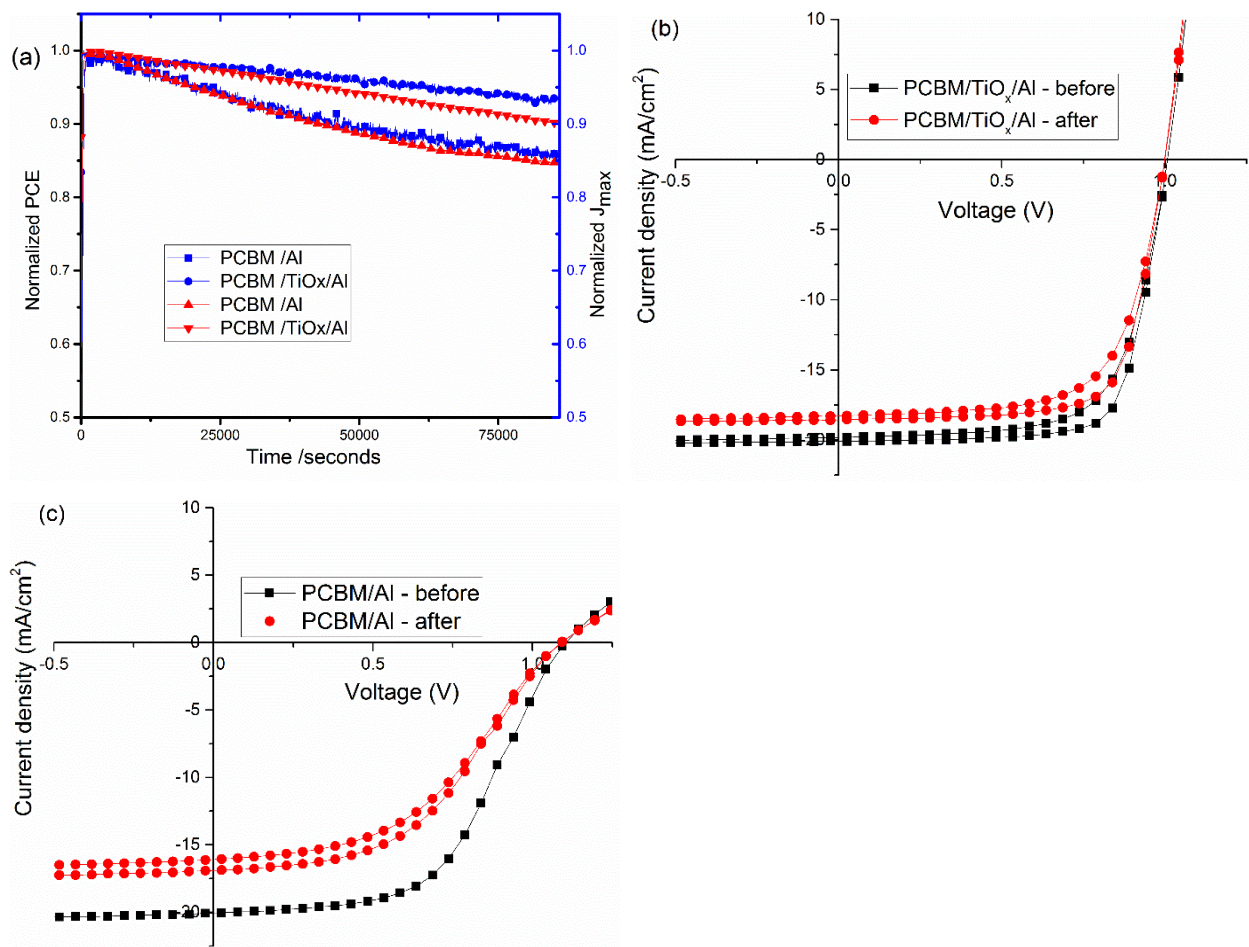 (a)
Normalized PCE
1.0
0.9
0.8
0.7
0.6
0.5
0
25000
50000
75000
Time /seconds
1.0
0.9
0.8
0.7
0.6
0.5
Normalized Jmax
PCBM /Al
PCBM /TiOx/Al
PCBM /Al
PCBM /TiOx/Al
(b)
Current density (mA/cm²)
10
5
0
-5
-10
-15
-20
-0.5
0.0
0.5
1.0
Voltage (V)
PCBM/TiOₓ/Al - before
PCBM/TiOₓ/Al - after
(c)
Current density (mA/cm²)
10
5
0
-5
-10
-15
-20
-0.5
0.0
0.5
1.0
Voltage (V)
PCBM/Al - before
PCBM/Al - after